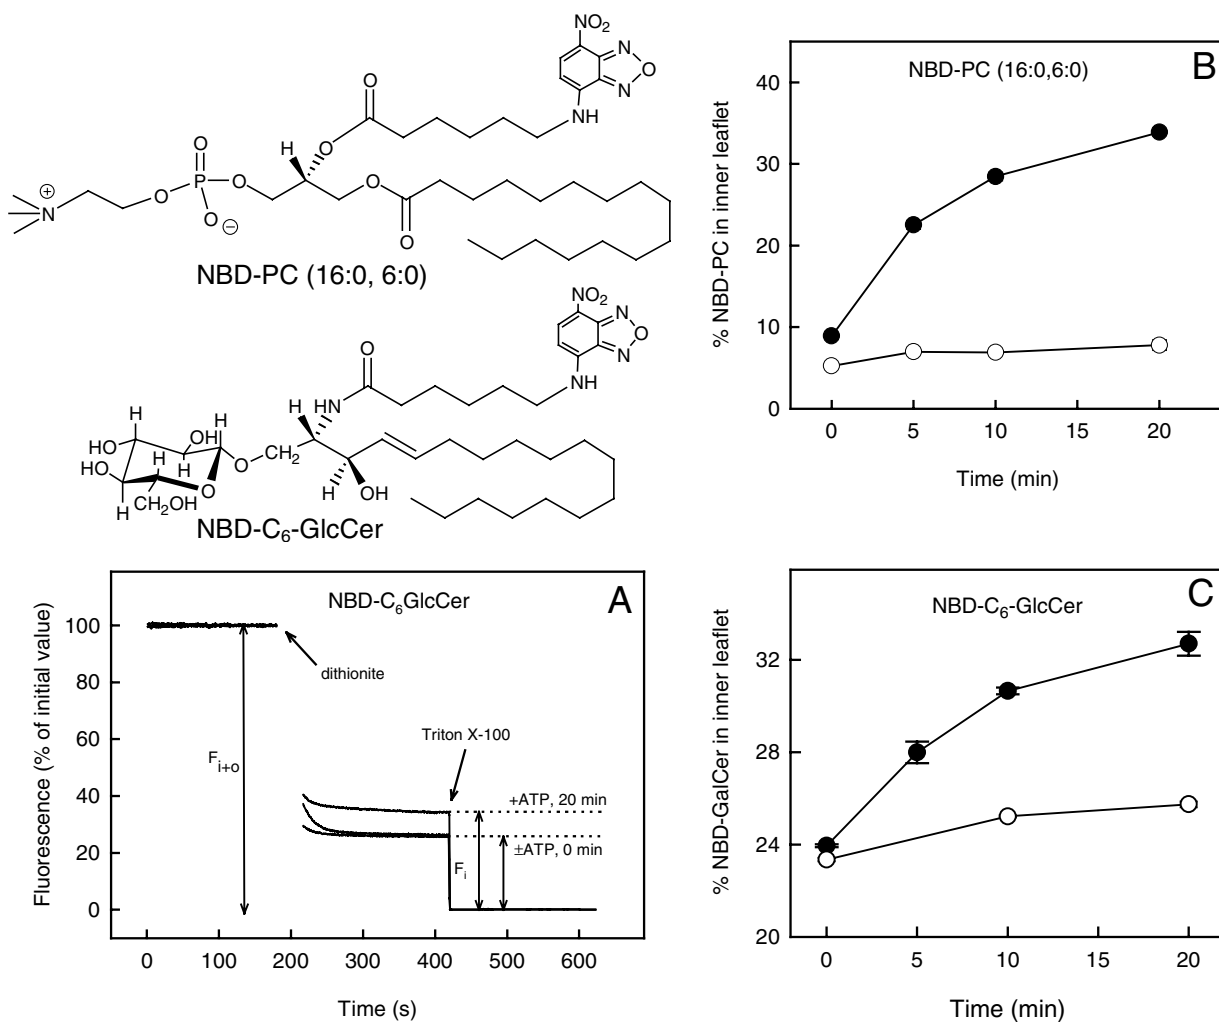 NO₂
N
O
N
NH
O
H
O
O
P
O
O
O
O
⊖
N
⊕
O
NBD-PC (16:0, 6:0)
NO₂
N
O
N
NH
O
HN
H
H
OH
H
HO
HO
H
H
H
O
CH₂
O
CH₂OH
H
H
OH
NBD-C₆-GlcCer
A
NBD-C₆GlcCer
Fluorescence (% of initial value)
100
80
60
40
20
0
dithionite
Fᵢ₊ₒ
Triton X-100
+ATP, 20 min
±ATP, 0 min
Fᵢ
0 100 200 300 400 500 600
Time (s)
B
NBD-PC (16:0,6:0)
% NBD-PC in inner leaflet
40
30
20
10
0
0 5 10 15 20
Time (min)
C
NBD-C₆-GlcCer
% NBD-GalCer in inner leaflet
32
28
24
20
0 5 10 15 20
Time (min)